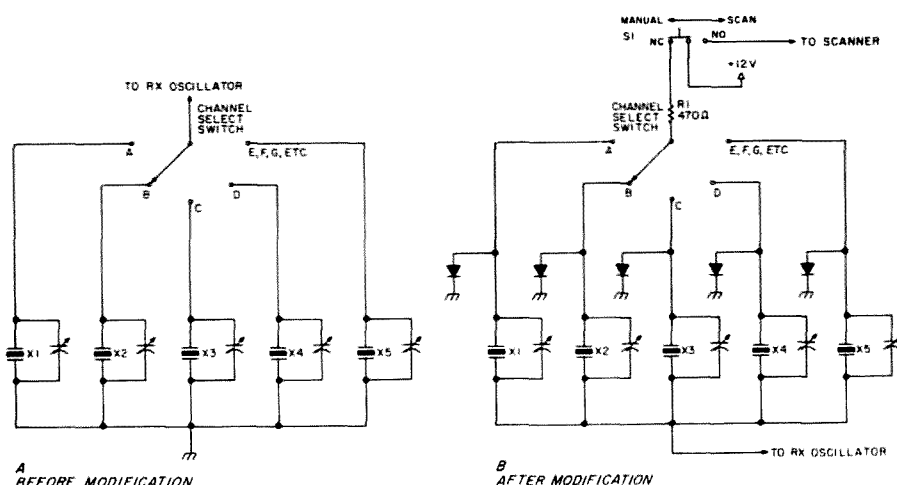 TO RX OSCILLATOR
CHANNEL
SELECT
SWITCH
A
B
C
D
E, F, G, ETC
X1
X2
X3
X4
X5
A
BEFORE MODIFICATION
MANUAL
SCAN
S1
NC
NO
TO SCANNER
+12V
CHANNEL
SELECT
SWITCH
R1
470Ω
A
B
C
D
E, F, G, ETC
X1
X2
X3
X4
X5
TO RX OSCILLATOR
B
AFTER MODIFICATION